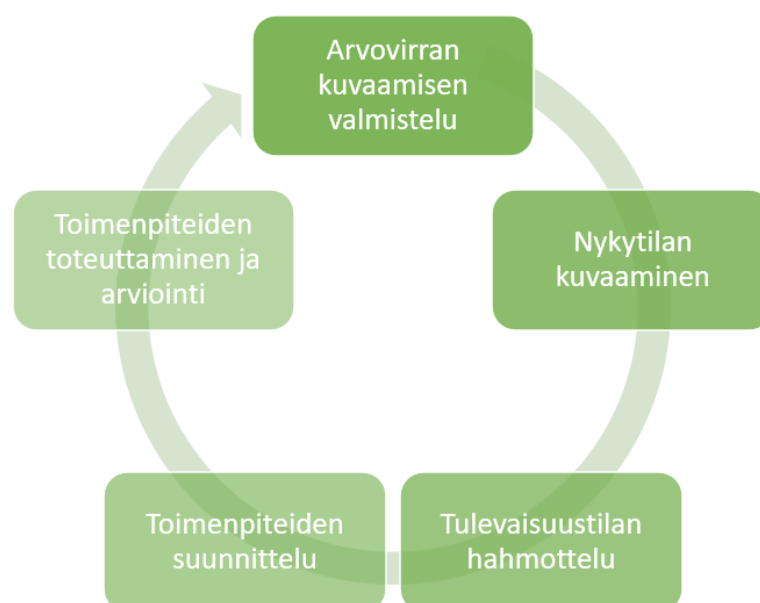 Arvovirran
kuvaamisen
valmistelu
Nykytilan
kuvaaminen
Tulevaisuustilan
hahmottelu
Toimenpiteiden
suunnittelu
Toimenpiteiden
toteuttaminen ja
arviointi